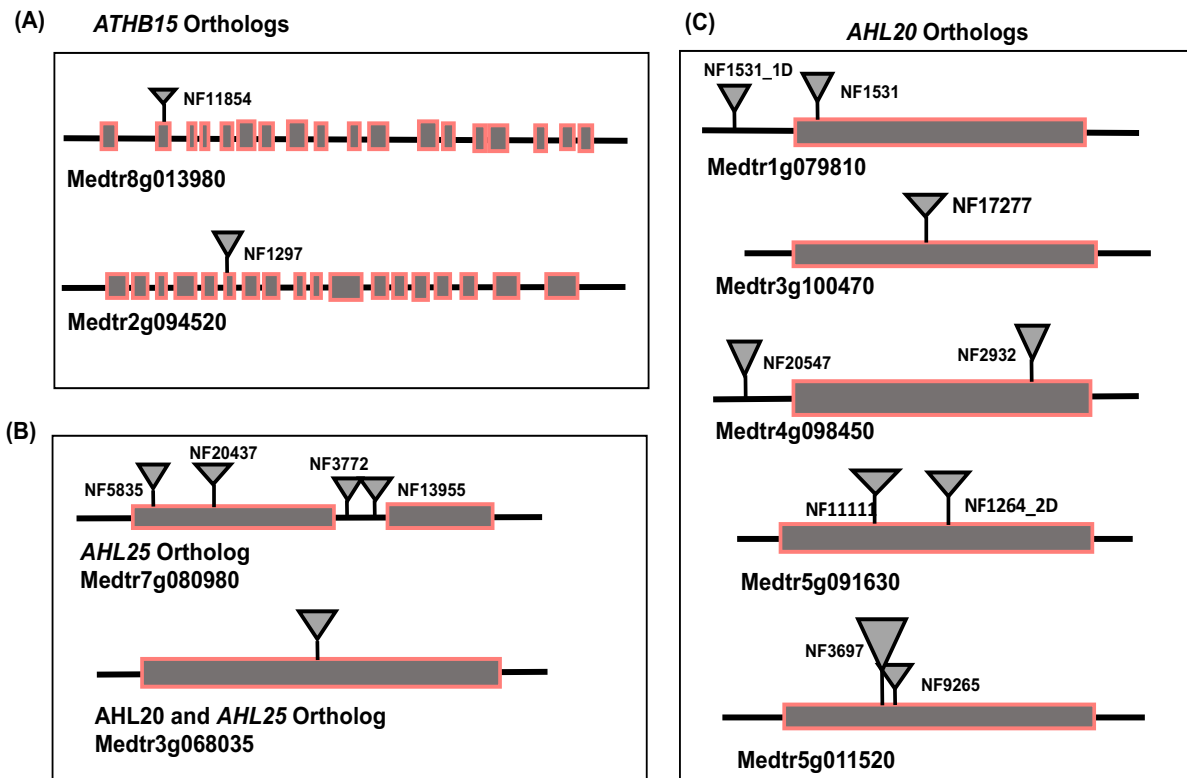 (A)
ATHB15 Orthologs
NF11854
Medtr8g013980
NF1297
Medtr2g094520
(B)
NF5835
NF20437
NF3772
NF13955
AHL25 Ortholog
Medtr7g080980
AHL20 and AHL25 Ortholog
Medtr3g068035
(C)
AHL20 Orthologs
NF1531_1D
NF1531
Medtr1g079810
NF17277
Medtr3g100470
NF20547
NF2932
Medtr4g098450
NF11111
NF1264_2D
Medtr5g091630
NF3697
NF9265
Medtr5g011520